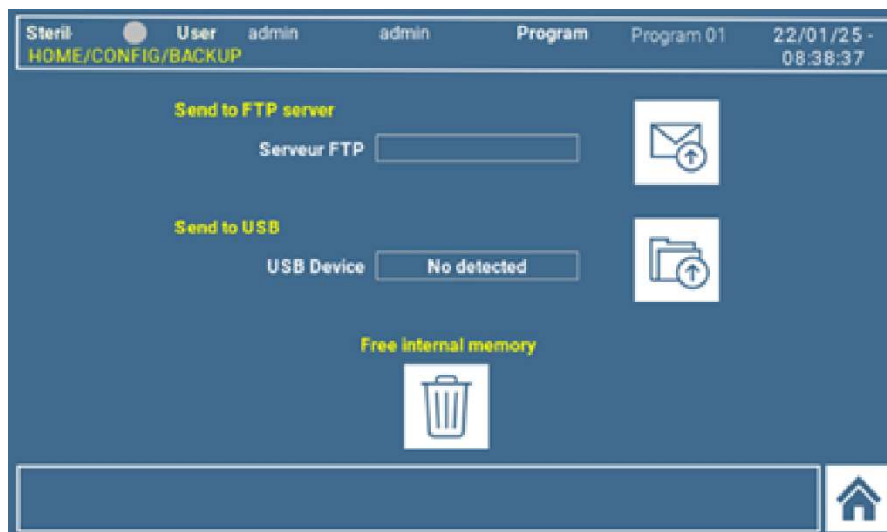 Steril User admin admin Program Program 01 22/01/25 -
HOME/CONFIG/BACKUP 08:38:37
Send to FTP server
Serveur FTP
Send to USB
USB Device No detected
Free internal memory